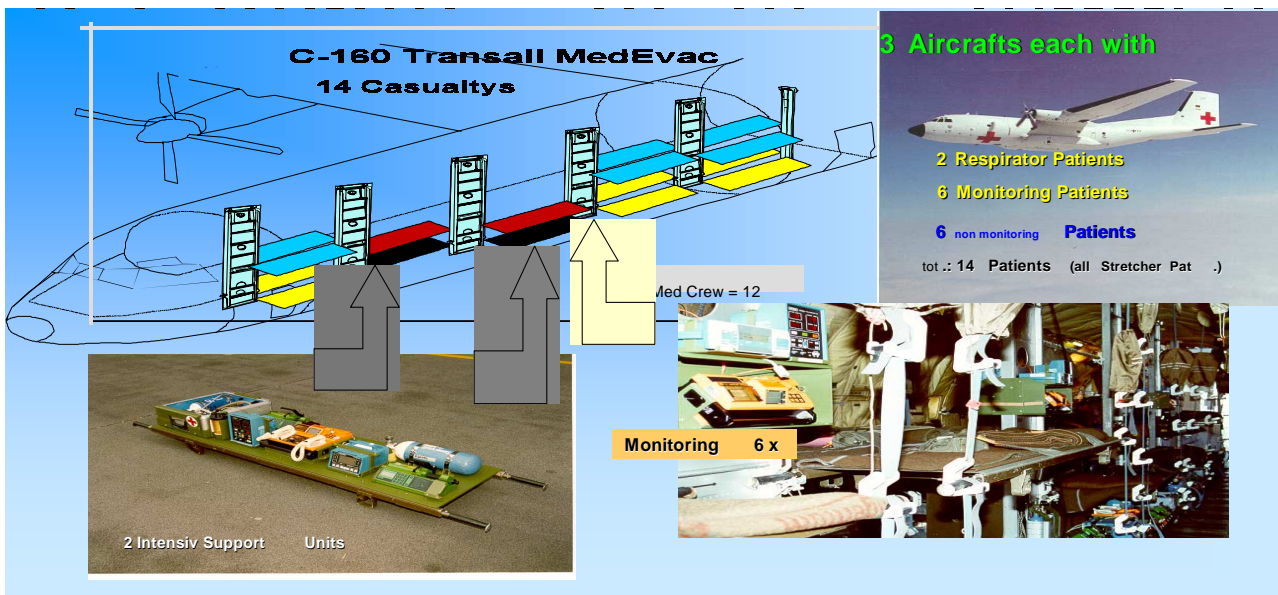 C-160 Transall MedEvac
14 Casualtys
3 Aircrafts each with
2 Respirator Patients
6 Monitoring Patients
6 non monitoring Patients
tot .: 14 Patients (all Stretcher Pat .)
Med Crew = 12
Monitoring 6 x
2 Intensiv Support Units